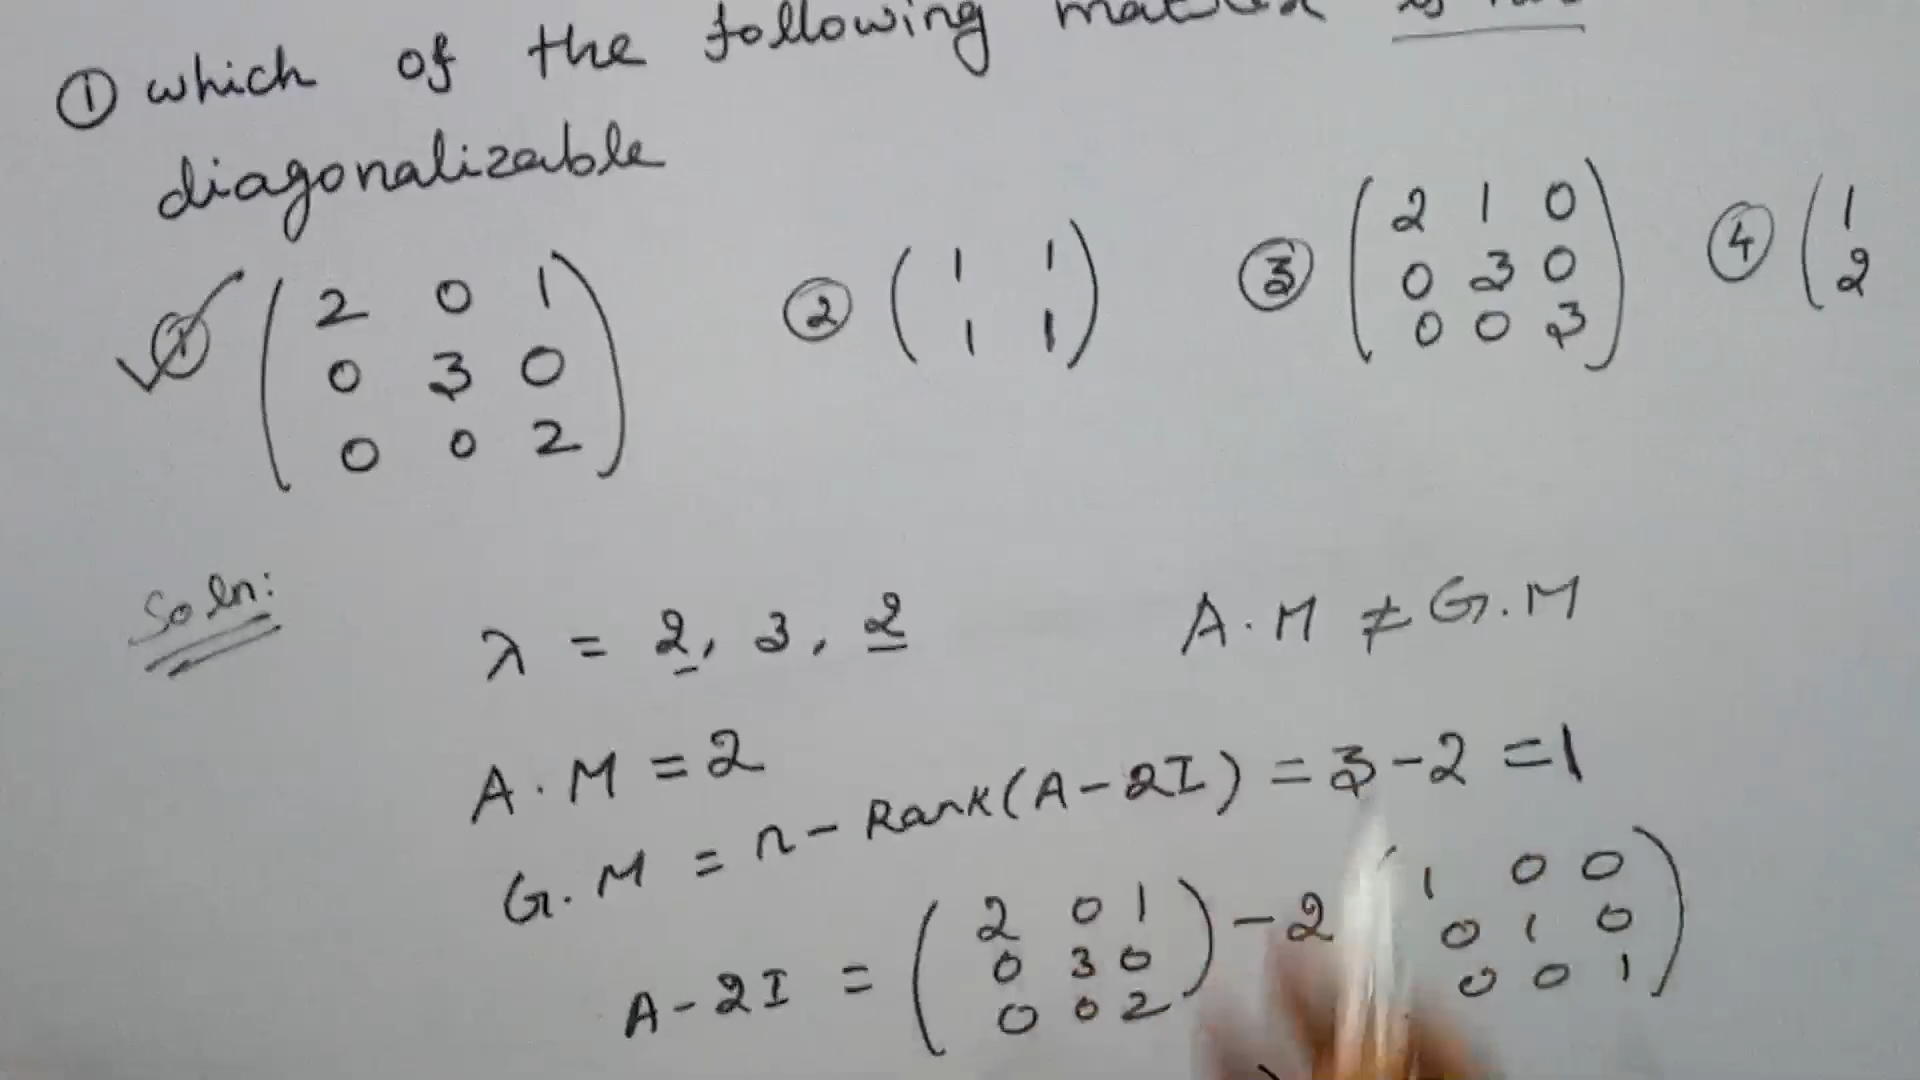 ① which of the following
diagonalizable
① ( 2 0 1 ② ( 1 1 ) ③ ( 2 1 0 ④ ( 1
0 3 0 1 1 0 3 0 2
0 0 2 ) 0 0 3 )
Soln:
λ = 2, 3, 2 A.M ≠ G.M
A.M = 2
G.M = n - Rank(A-2I) = 3-2 = 1
A-2I = ( 2 0 1 ) - 2 ( 1 0 0
0 3 0 0 1 0
0 0 2 0 0 1 )